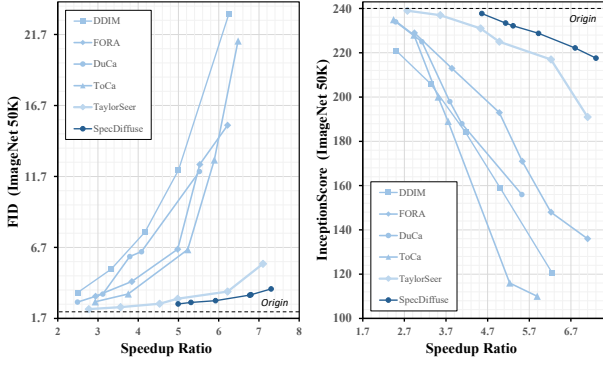 FID (ImageNet 50K)
21.7
16.7
11.7
6.7
1.7
DDIM
FORA
DuCa
ToCa
TaylorSeer
SpecDiffuse
Origin
2 3 4 5 6 7 8
Speedup Ratio
InceptionScore (ImageNet 50K)
240
220
200
180
160
140
120
100
Origin
DDIM
FORA
DuCa
ToCa
TaylorSeer
SpecDiffuse
1.7 2.7 3.7 4.7 5.7 6.7
Speedup Ratio